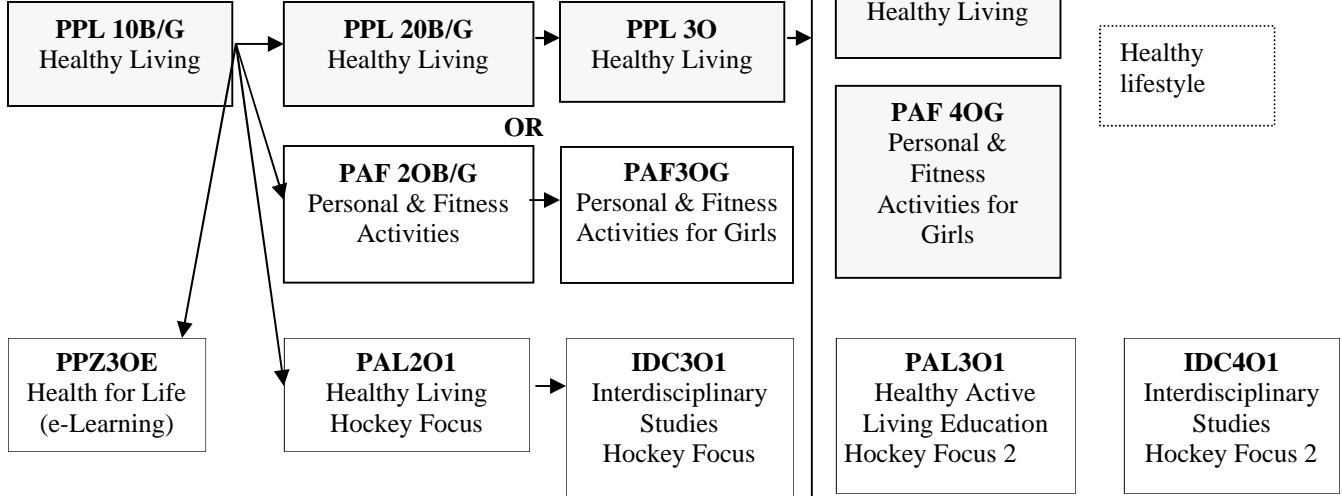 PPL 10B/G
Healthy Living
PPL 20B/G
Healthy Living
PPL 3O
Healthy Living
Healthy Living
Healthy
lifestyle
OR
PAF 2OB/G
Personal & Fitness
Activities
PAF3OG
Personal & Fitness
Activities for Girls
PAF 4OG
Personal &
Fitness
Activities for
Girls
PPZ3OE
Health for Life
(e-Learning)
PAL2O1
Healthy Living
Hockey Focus
IDC3O1
Interdisciplinary
Studies
Hockey Focus
PAL3O1
Healthy Active
Living Education
Hockey Focus 2
IDC4O1
Interdisciplinary
Studies
Hockey Focus 2